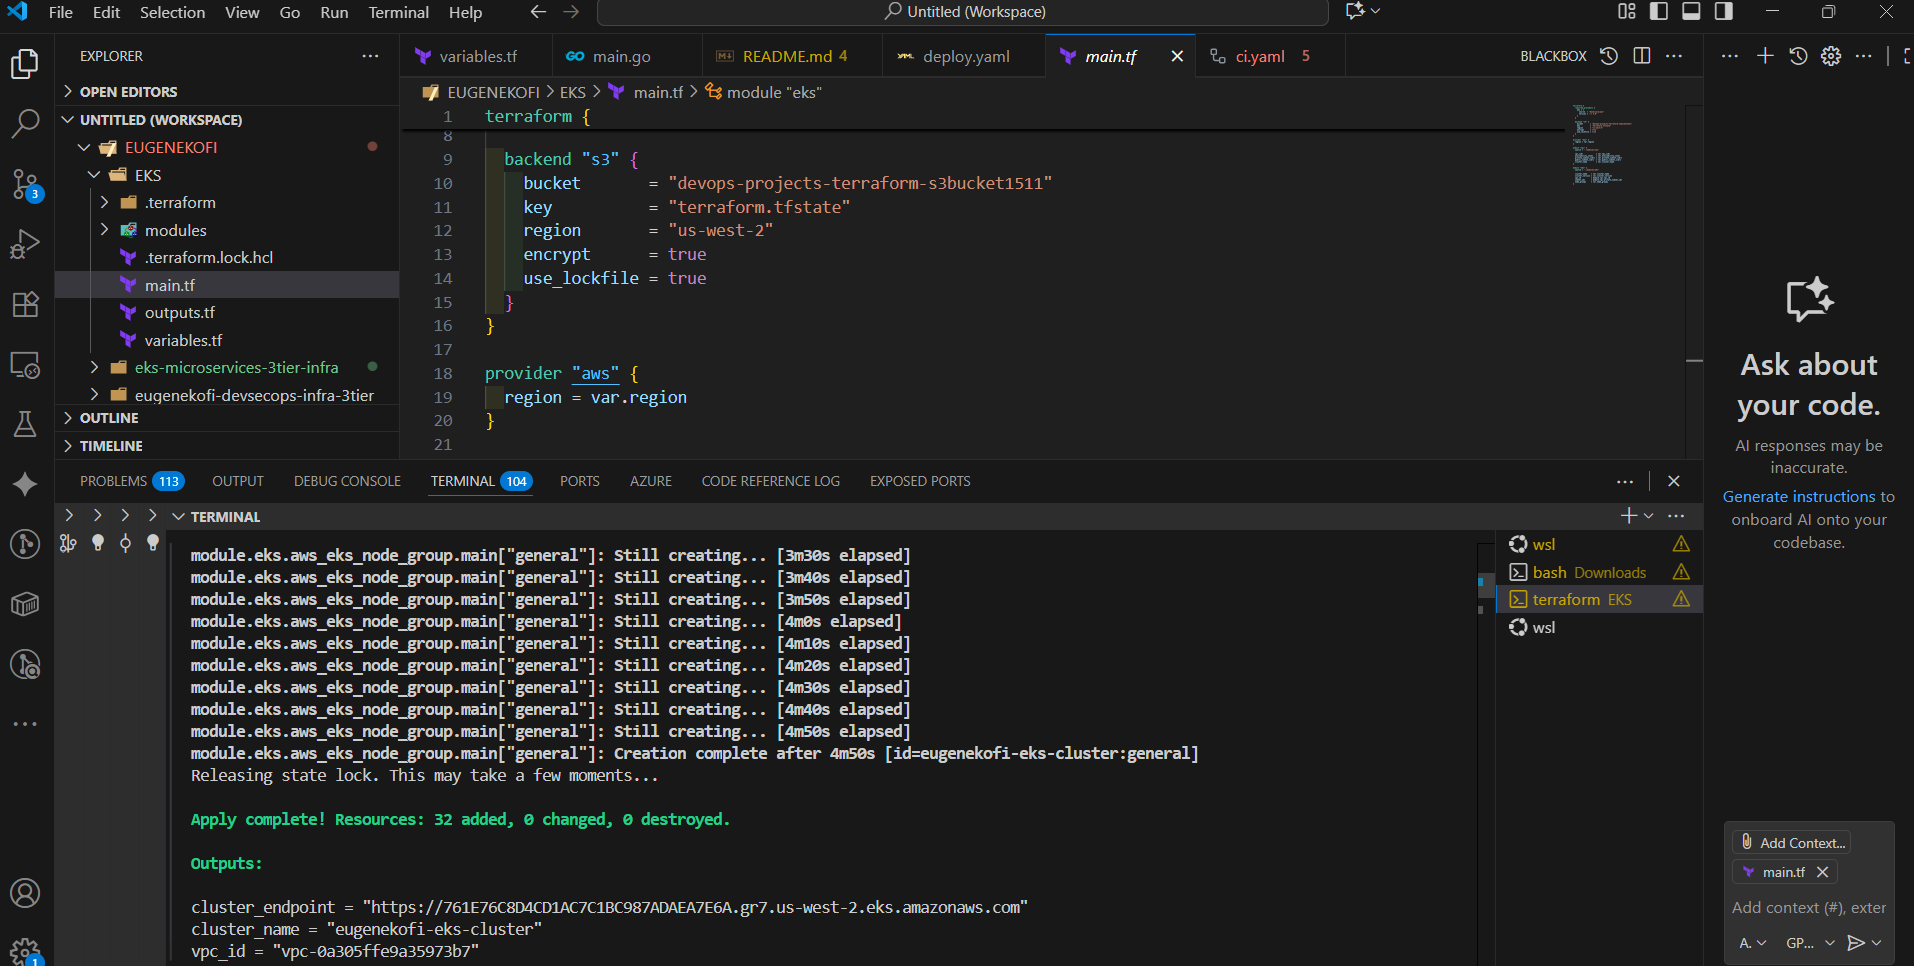 File Edit Selection View Go Run Terminal Help
Untitled (Workspace)
EXPLORER
OPEN EDITORS
UNTITLED (WORKSPACE)
EUGENEKOFI
EKS
.terraform
modules
.terraform.lock.hcl
main.tf
outputs.tf
variables.tf
eks-microservices-3tier-infra
eugenekofi-devsecops-infra-3tier
OUTLINE
TIMELINE
3
1
variables.tf main.go README.md 4 deploy.yaml main.tf ci.yaml 5
BLACKBOX
EUGENEKOFI > EKS > main.tf > module "eks"
1 terraform {
8
9 backend "s3" {
10 bucket = "devops-projects-terraform-s3bucket1511"
11 key = "terraform.tfstate"
12 region = "us-west-2"
13 encrypt = true
14 use_lockfile = true
15 }
16 }
17
18 provider "aws" {
19 region = var.region
20 }
21
PROBLEMS 113 OUTPUT DEBUG CONSOLE TERMINAL 104 PORTS AZURE CODE REFERENCE LOG EXPOSED PORTS
TERMINAL
module.eks.aws_eks_node_group.main["general"]: Still creating... [3m30s elapsed]
module.eks.aws_eks_node_group.main["general"]: Still creating... [3m40s elapsed]
module.eks.aws_eks_node_group.main["general"]: Still creating... [3m50s elapsed]
module.eks.aws_eks_node_group.main["general"]: Still creating... [4m0s elapsed]
module.eks.aws_eks_node_group.main["general"]: Still creating... [4m10s elapsed]
module.eks.aws_eks_node_group.main["general"]: Still creating... [4m20s elapsed]
module.eks.aws_eks_node_group.main["general"]: Still creating... [4m30s elapsed]
module.eks.aws_eks_node_group.main["general"]: Still creating... [4m40s elapsed]
module.eks.aws_eks_node_group.main["general"]: Still creating... [4m50s elapsed]
module.eks.aws_eks_node_group.main["general"]: Creation complete after 4m50s [id=eugenekofi-eks-cluster:general]
Releasing state lock. This may take a few moments...
Apply complete! Resources: 32 added, 0 changed, 0 destroyed.
Outputs:
cluster_endpoint = "https://761E76C8D4CD1AC7C1BC987ADAEA7E6A.gr7.us-west-2.eks.amazonaws.com"
cluster_name = "eugenekofi-eks-cluster"
vpc_id = "vpc-0a305ffe9a35973b7"
wsl
bash Downloads
terraform EKS
wsl
Ask about
your code.
AI responses may be
inaccurate.
Generate instructions to
onboard AI onto your
codebase.
Add Context...
main.tf
Add context (#), exter
A. GP...